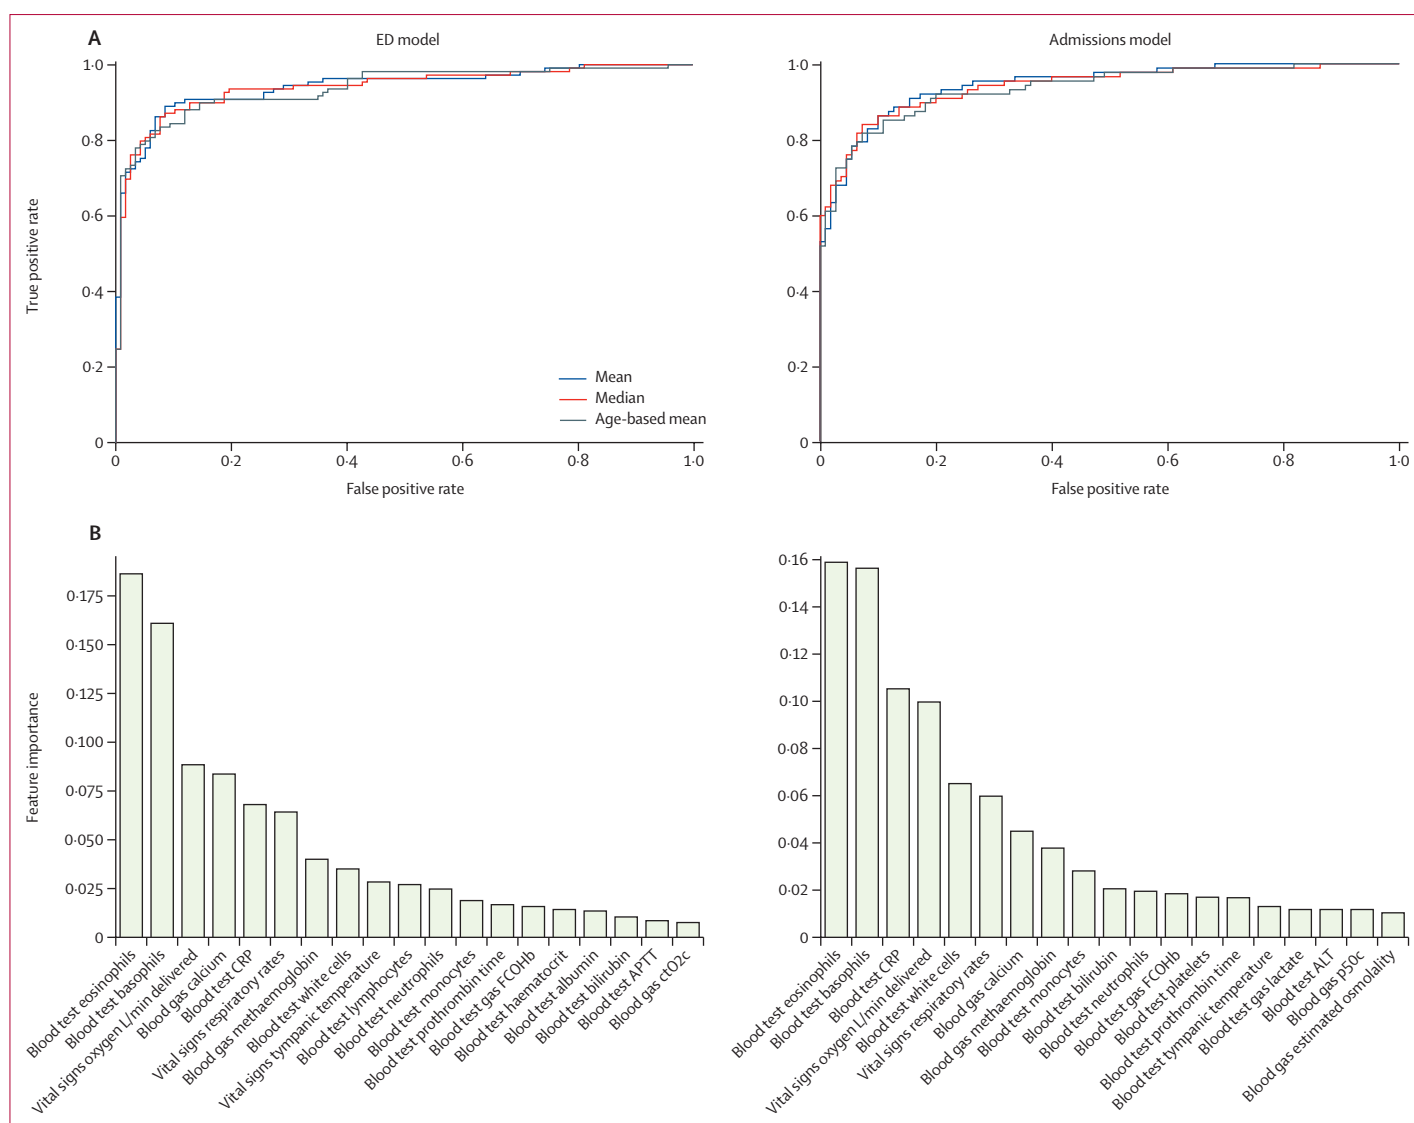 A
ED model
Admissions model
True positive rate
1·0
0·8
0·6
0·4
0·2
0
0
0·2
0·4
0·6
0·8
1·0
False positive rate
Mean
Median
Age-based mean
1·0
0·8
0·6
0·4
0·2
0
0
0·2
0·4
0·6
0·8
1·0
False positive rate
B
Feature importance
0·175
0·150
0·125
0·100
0·075
0·050
0·025
0
Blood test eosinophils
Blood test basophils
Vital signs oxygen L/min delivered
Blood gas calcium
Blood test CRP
Vital signs respiratory rates
Blood gas methaemoglobin
Blood test white cells
Vital signs tympanic temperature
Blood test lymphocytes
Blood test neutrophils
Blood test monocytes
Blood test prothrombin time
Blood test gas FCOHb
Blood test haematocrit
Blood test albumin
Blood test bilirubin
Blood test APTT
Blood gas ctO2c
0·16
0·14
0·12
0·10
0·08
0·06
0·04
0·02
0
Blood test eosinophils
Blood test basophils
Blood test CRP
Vital signs oxygen L/min delivered
Blood test white cells
Vital signs respiratory rates
Blood gas calcium
Blood gas methaemoglobin
Blood test monocytes
Blood test bilirubin
Blood test neutrophils
Blood test gas FCOHb
Blood test platelets
Blood test prothrombin time
Blood test tympanic temperature
Blood test gas lactate
Blood test ALT
Blood gas p50c
Blood gas estimated osmolality